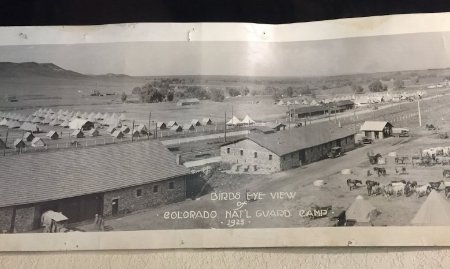 BIRDS EYE VIEW
OF
COLORADO NAT'L GUARD CAMP.
- 1923 -